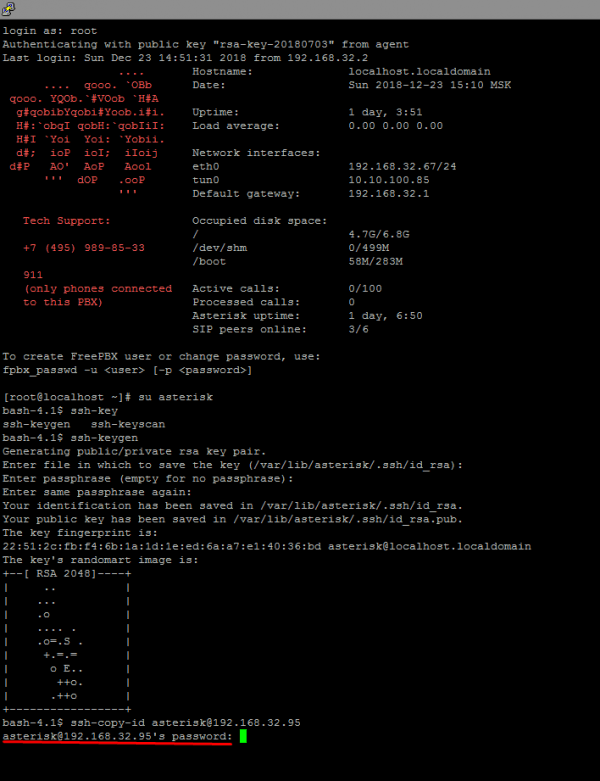 login as: root
Authenticating with public key "rsa-key-20180703" from agent
Last login: Sun Dec 23 14:51:31 2018 from 192.168.32.2
.... Hostname: localhost.localdomain
.... qooo. `OBb Date: Sun 2018-12-23 15:10 MSK
qooo. YQOb.`#VOob `H#A
g#qobibYqobi#Yoob.i#i. Uptime: 1 day, 3:51
H#:`obqI qobH:`qobIiI: Load average: 0.00 0.00 0.00
H#I `Yoi Yoi: `Yobii.
d#; ioP ioI; iIoij Network interfaces:
d#P AO' AoP Aool eth0 192.168.32.67/24
''' dOP .ooP tun0 10.10.100.85
''' Default gateway: 192.168.32.1
Tech Support: Occupied disk space:
/ 4.7G/6.8G
+7 (495) 989-85-33 /dev/shm 0/499M
/boot 58M/283M
911
(only phones connected Active calls: 0/100
to this PBX) Processed calls: 0
Asterisk uptime: 1 day, 6:50
SIP peers online: 3/6
To create FreePBX user or change password, use:
fpbx_passwd -u <user> [-p <password>]
[root@localhost ~]# su asterisk
bash-4.1$ ssh-key
ssh-keygen ssh-keyscan
bash-4.1$ ssh-keygen
Generating public/private rsa key pair.
Enter file in which to save the key (/var/lib/asterisk/.ssh/id_rsa):
Enter passphrase (empty for no passphrase):
Enter same passphrase again:
Your identification has been saved in /var/lib/asterisk/.ssh/id_rsa.
Your public key has been saved in /var/lib/asterisk/.ssh/id_rsa.pub.
The key fingerprint is:
22:51:2c:fb:f4:6b:1a:1d:1e:ed:6a:a7:e1:40:36:bd asterisk@localhost.localdomain
The key's randomart image is:
+--[ RSA 2048]----+
| .. |
| ... |
| .o |
| .... . |
| .o=.S . |
| +.=.= |
| o E.. |
| ++o. |
| .++o |
+-----------------+
bash-4.1$ ssh-copy-id asterisk@192.168.32.95
asterisk@192.168.32.95's password: